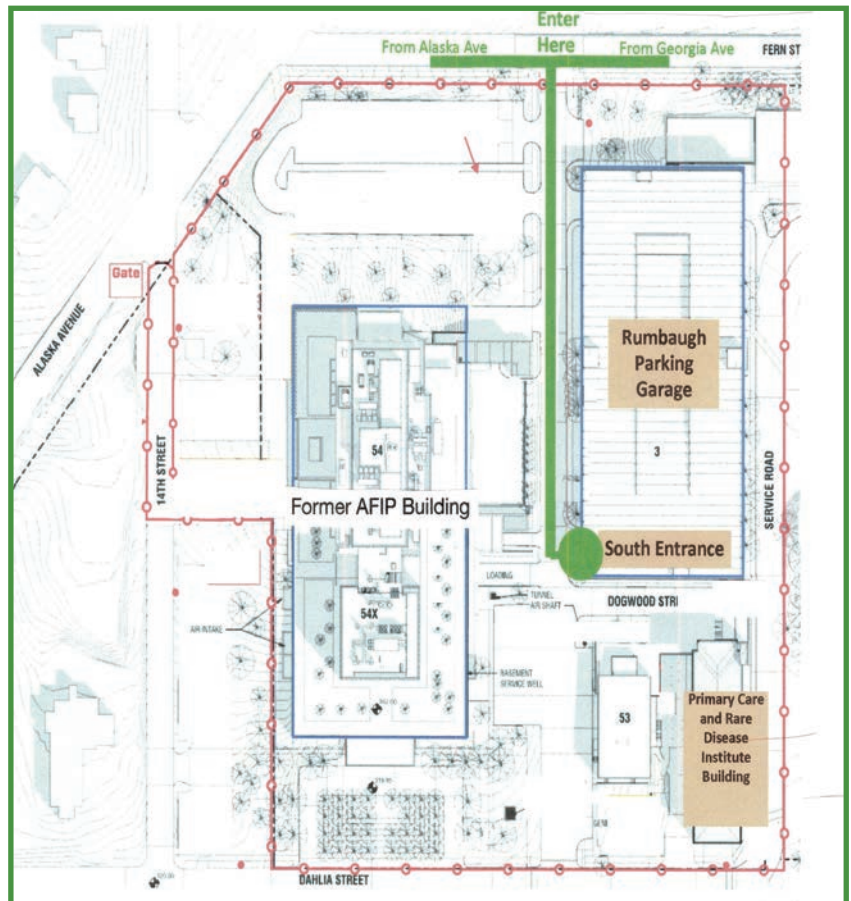 Enter
Here
From Alaska Ave
From Georgia Ave
FERN ST
Gate
ALASKA AVENUE
14TH STREET
Rumbaugh
Parking
Garage
3
SERVICE ROAD
54
Former AFIP Building
South Entrance
LOADING
TUNNEL
AIR SHAFT
DOGWOOD STR
54X
AIR INTAKE
BASEMENT
SERVICE WELL
53
Primary Care
and Rare
Disease
Institute
Building
DAHLIA STREET